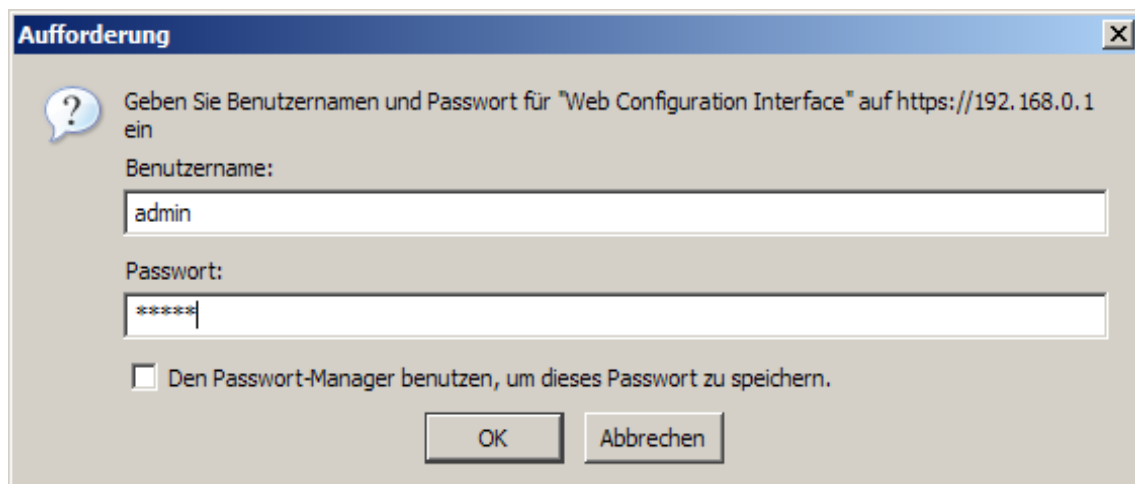 Aufforderung
Geben Sie Benutzernamen und Passwort für "Web Configuration Interface" auf https://192.168.0.1
ein
Benutzername:
admin
Passwort:
*****
Den Passwort-Manager benutzen, um dieses Passwort zu speichern.
OK Abbrechen